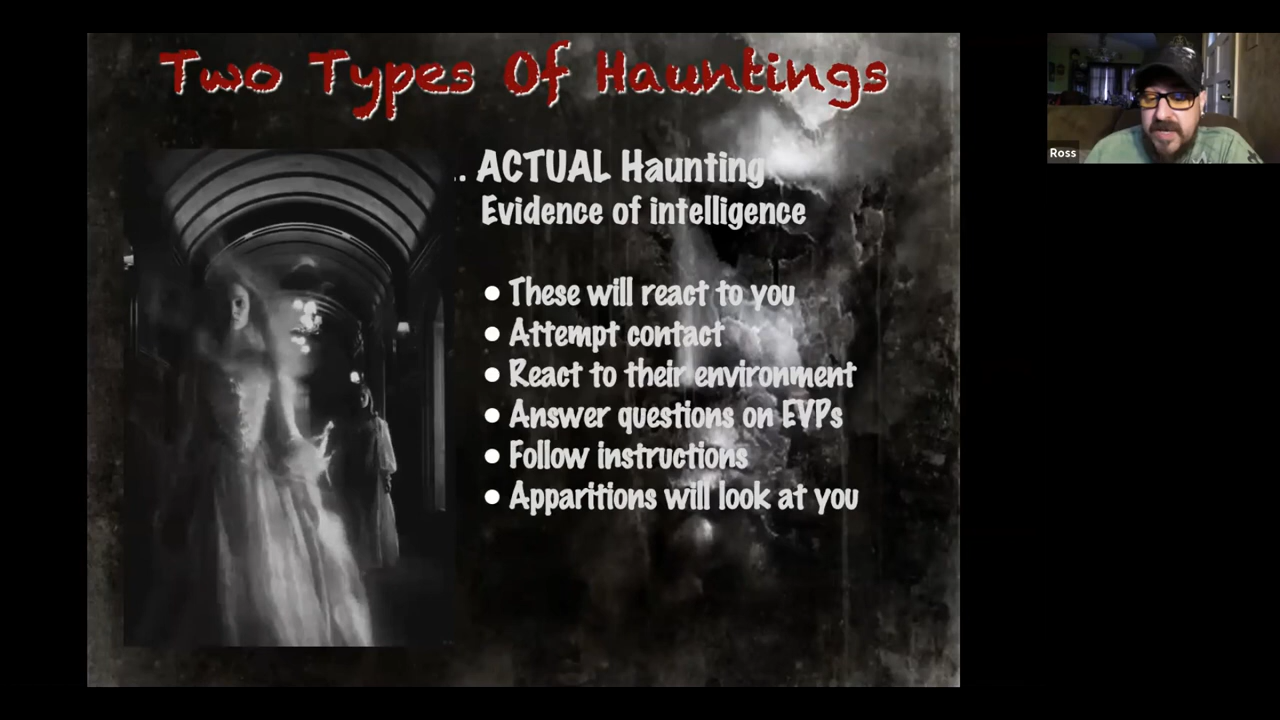 Two Types Of Hauntings
.. ACTUAL Haunting
Evidence of intelligence
• These will react to you
• Attempt contact
• React to their environment
• Answer questions on EVPs
• Follow instructions
• Apparitions will look at you
Ross